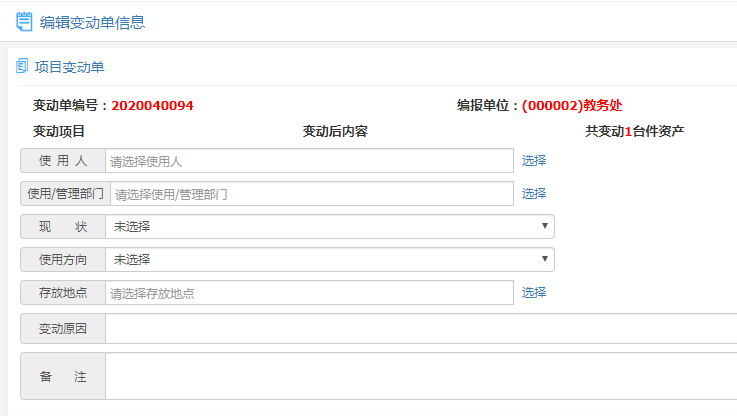 编辑变动单信息
项目变动单
变动单编号：2020040094 编报单位：(000002)教务处
变动项目 变动后内容 共变动1台件资产
使 用 人 请选择使用人 选择
使用/管理部门 请选择使用/管理部门 选择
现 状 未选择
使用方向 未选择
存放地点 请选择存放地点 选择
变动原因
备 注